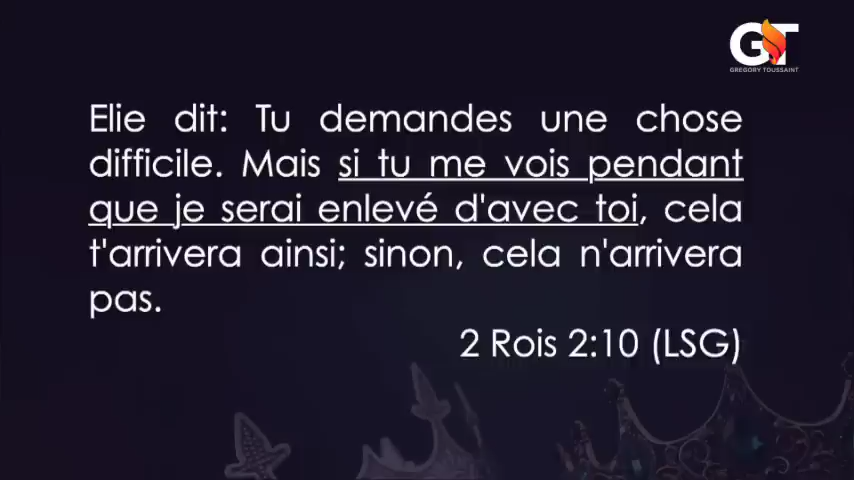 GT
GREGORY TOUSSAINT
Elie dit: Tu demandes une chose
difficile. Mais si tu me vois pendant
que je serai enlevé d'avec toi, cela
t'arrivera ainsi; sinon, cela n'arrivera
pas.
2 Rois 2:10 (LSG)